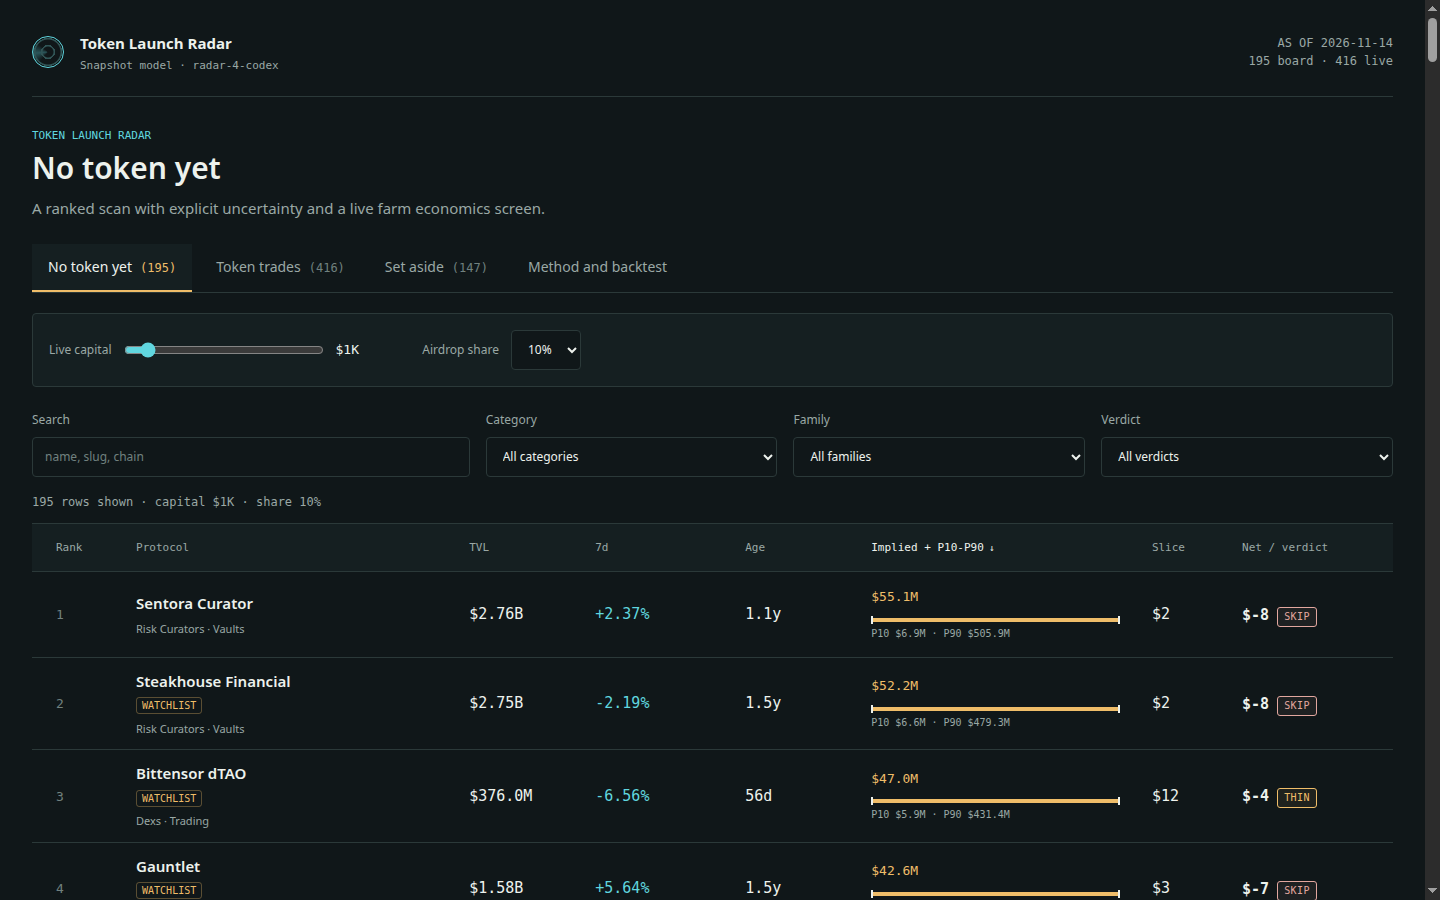 Token Launch Radar
Snapshot model · radar-4-codex
AS OF 2026-11-14
195 board · 416 live
TOKEN LAUNCH RADAR
No token yet
A ranked scan with explicit uncertainty and a live farm economics screen.
No token yet (195) Token trades (416) Set aside (147) Method and backtest
Live capital $1K Airdrop share 10%
Search Category Family Verdict
name, slug, chain All categories All families All verdicts
195 rows shown · capital $1K · share 10%
Rank Protocol TVL 7d Age Implied + P10-P90 ↓ Slice Net / verdict
1 Sentora Curator $2.76B +2.37% 1.1y $55.1M $2 $-8 SKIP
Risk Curators · Vaults P10 $6.9M · P90 $505.9M
2 Steakhouse Financial $2.75B -2.19% 1.5y $52.2M $2 $-8 SKIP
WATCHLIST
Risk Curators · Vaults P10 $6.6M · P90 $479.3M
3 Bittensor dTAO $376.0M -6.56% 56d $47.0M $12 $-4 THIN
WATCHLIST
Dexs · Trading P10 $5.9M · P90 $431.4M
4 Gauntlet $1.58B +5.64% 1.5y $42.6M $3 $-7 SKIP
WATCHLIST